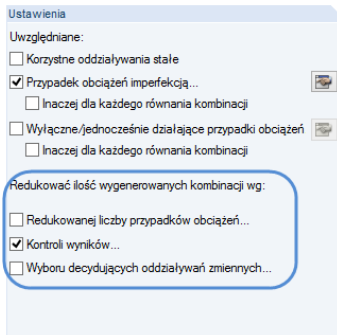 Ustawienia
Uwzględniane:
Korzystne oddziaływania stałe
Przypadek obciążeń imperfekcją...
Inaczej dla każdego równania kombinacji
Wyłączne/jednocześnie działające przypadki obciążeń
Inaczej dla każdego równania kombinacji
Redukować ilość wygenerowanych kombinacji wg:
Redukowanej liczby przypadków obciążeń...
Kontroli wyników...
Wyboru decydujących oddziaływań zmiennych...